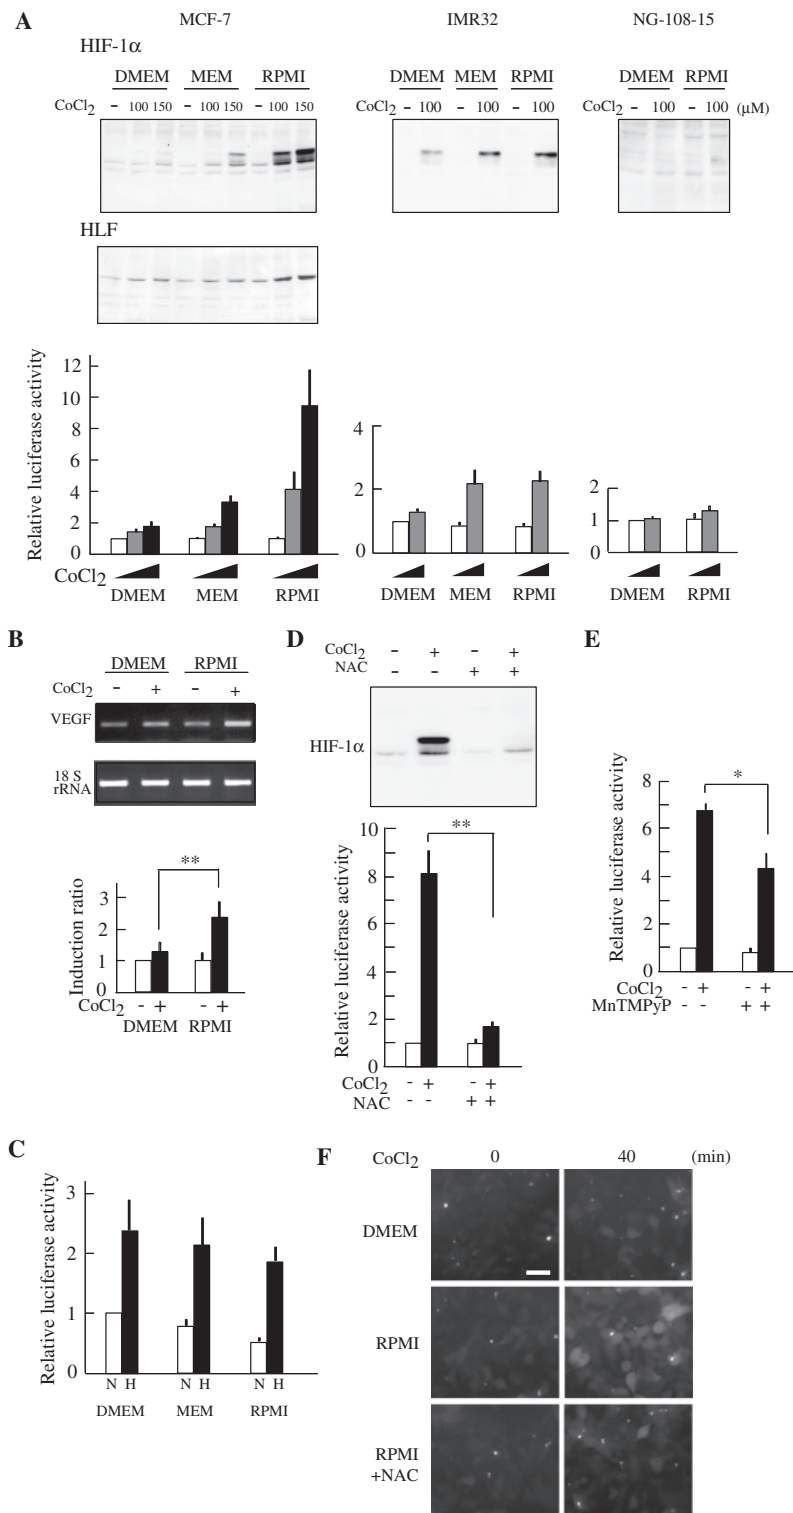 A
MCF-7 IMR32 NG-108-15
HIF-1α
DMEM MEM RPMI DMEM MEM RPMI DMEM RPMI
CoCl2 – 100 150 – 100 150 – 100 150 CoCl2 – 100 – 100 – 100 CoCl2 – 100 – 100 (μM)
HLF
Relative luciferase activity
12
10
8
6
4
2
0
4
2
0
2
1
0
CoCl2
DMEM MEM RPMI DMEM MEM RPMI DMEM RPMI
B
DMEM RPMI
CoCl2 – + – +
VEGF
18 S
rRNA
**
Induction ratio
3
2
1
0
CoCl2 - + - +
DMEM RPMI
D
CoCl2 – + – +
NAC – – + +
HIF-1α
Relative luciferase activity
10
8
6
4
2
0
**
CoCl2 - + - +
NAC - - + +
E
Relative luciferase activity
8
6
4
2
0
*
CoCl2 - + - +
MnTMPyP - - + +
C
Relative luciferase activity
3
2
1
0
N H N H N H
DMEM MEM RPMI
F
CoCl2 0 40 (min)
DMEM
RPMI
RPMI
+NAC